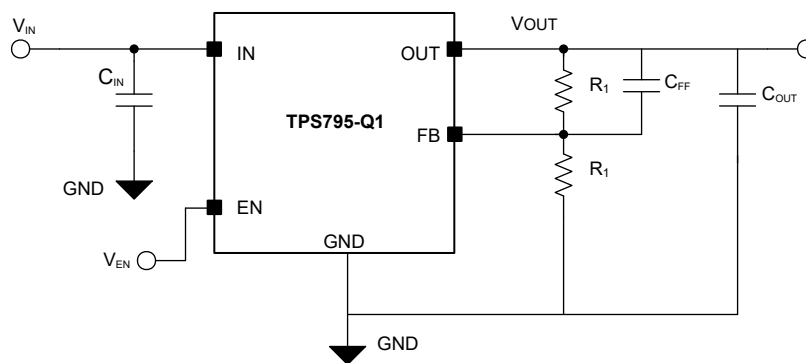 VIN
VOUT
IN
OUT
CIN
R1
CFF
COUT
TPS795-Q1
FB
GND
R1
EN
GND
VEN
GND